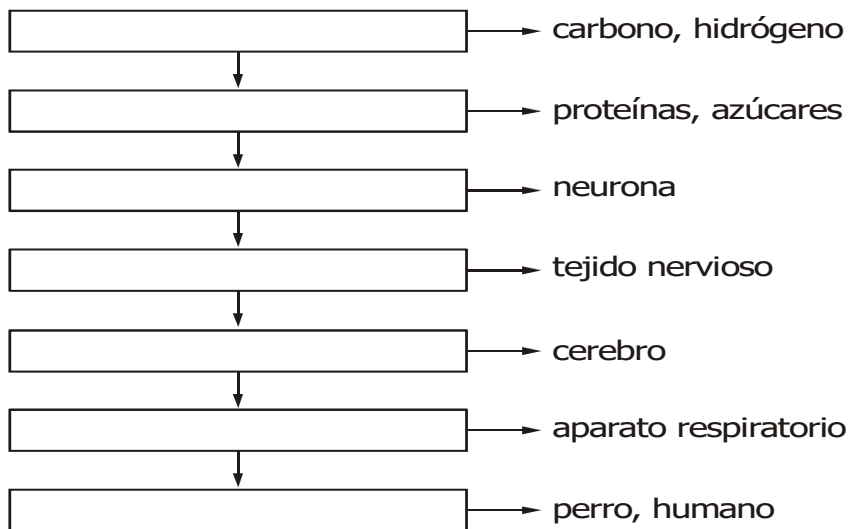 carbono, hidrógeno
proteínas, azúcares
neurona
tejido nervioso
cerebro
aparato respiratorio
perro, humano